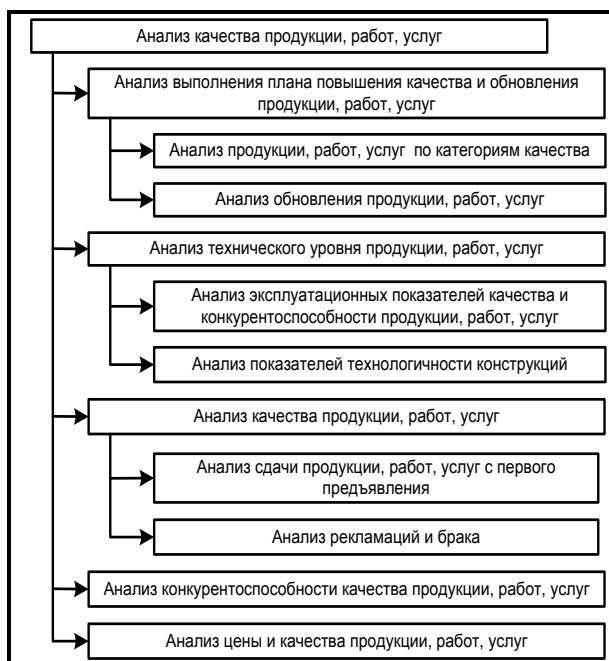 Анализ качества продукции, работ, услуг
Анализ выполнения плана повышения качества и обновления
продукции, работ, услуг
Анализ продукции, работ, услуг по категориям качества
Анализ обновления продукции, работ, услуг
Анализ технического уровня продукции, работ, услуг
Анализ эксплуатационных показателей качества и
конкурентоспособности продукции, работ, услуг
Анализ показателей технологичности конструкций
Анализ качества продукции, работ, услуг
Анализ сдачи продукции, работ, услуг с первого
предъявления
Анализ рекламаций и брака
Анализ конкурентоспособности качества продукции, работ, услуг
Анализ цены и качества продукции, работ, услуг